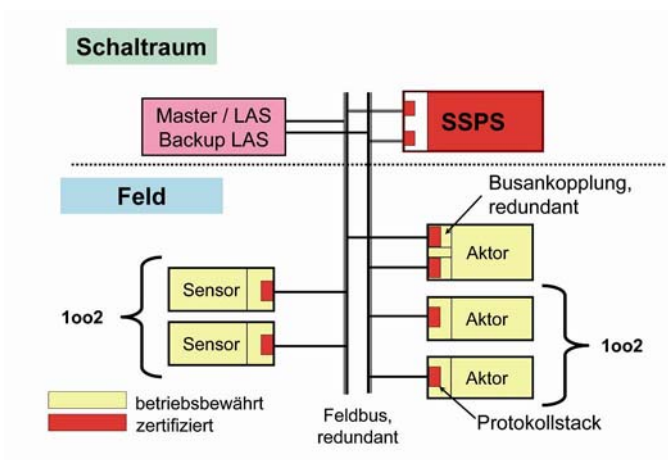 Schaltraum
Master / LAS
Backup LAS
SSPS
Feld
Busankopplung,
redundant
Aktor
Sensor
1oo2
Aktor
1oo2
Sensor
Aktor
betriebsbewährt
zertifiziert
Feldbus,
redundant
Protokollstack